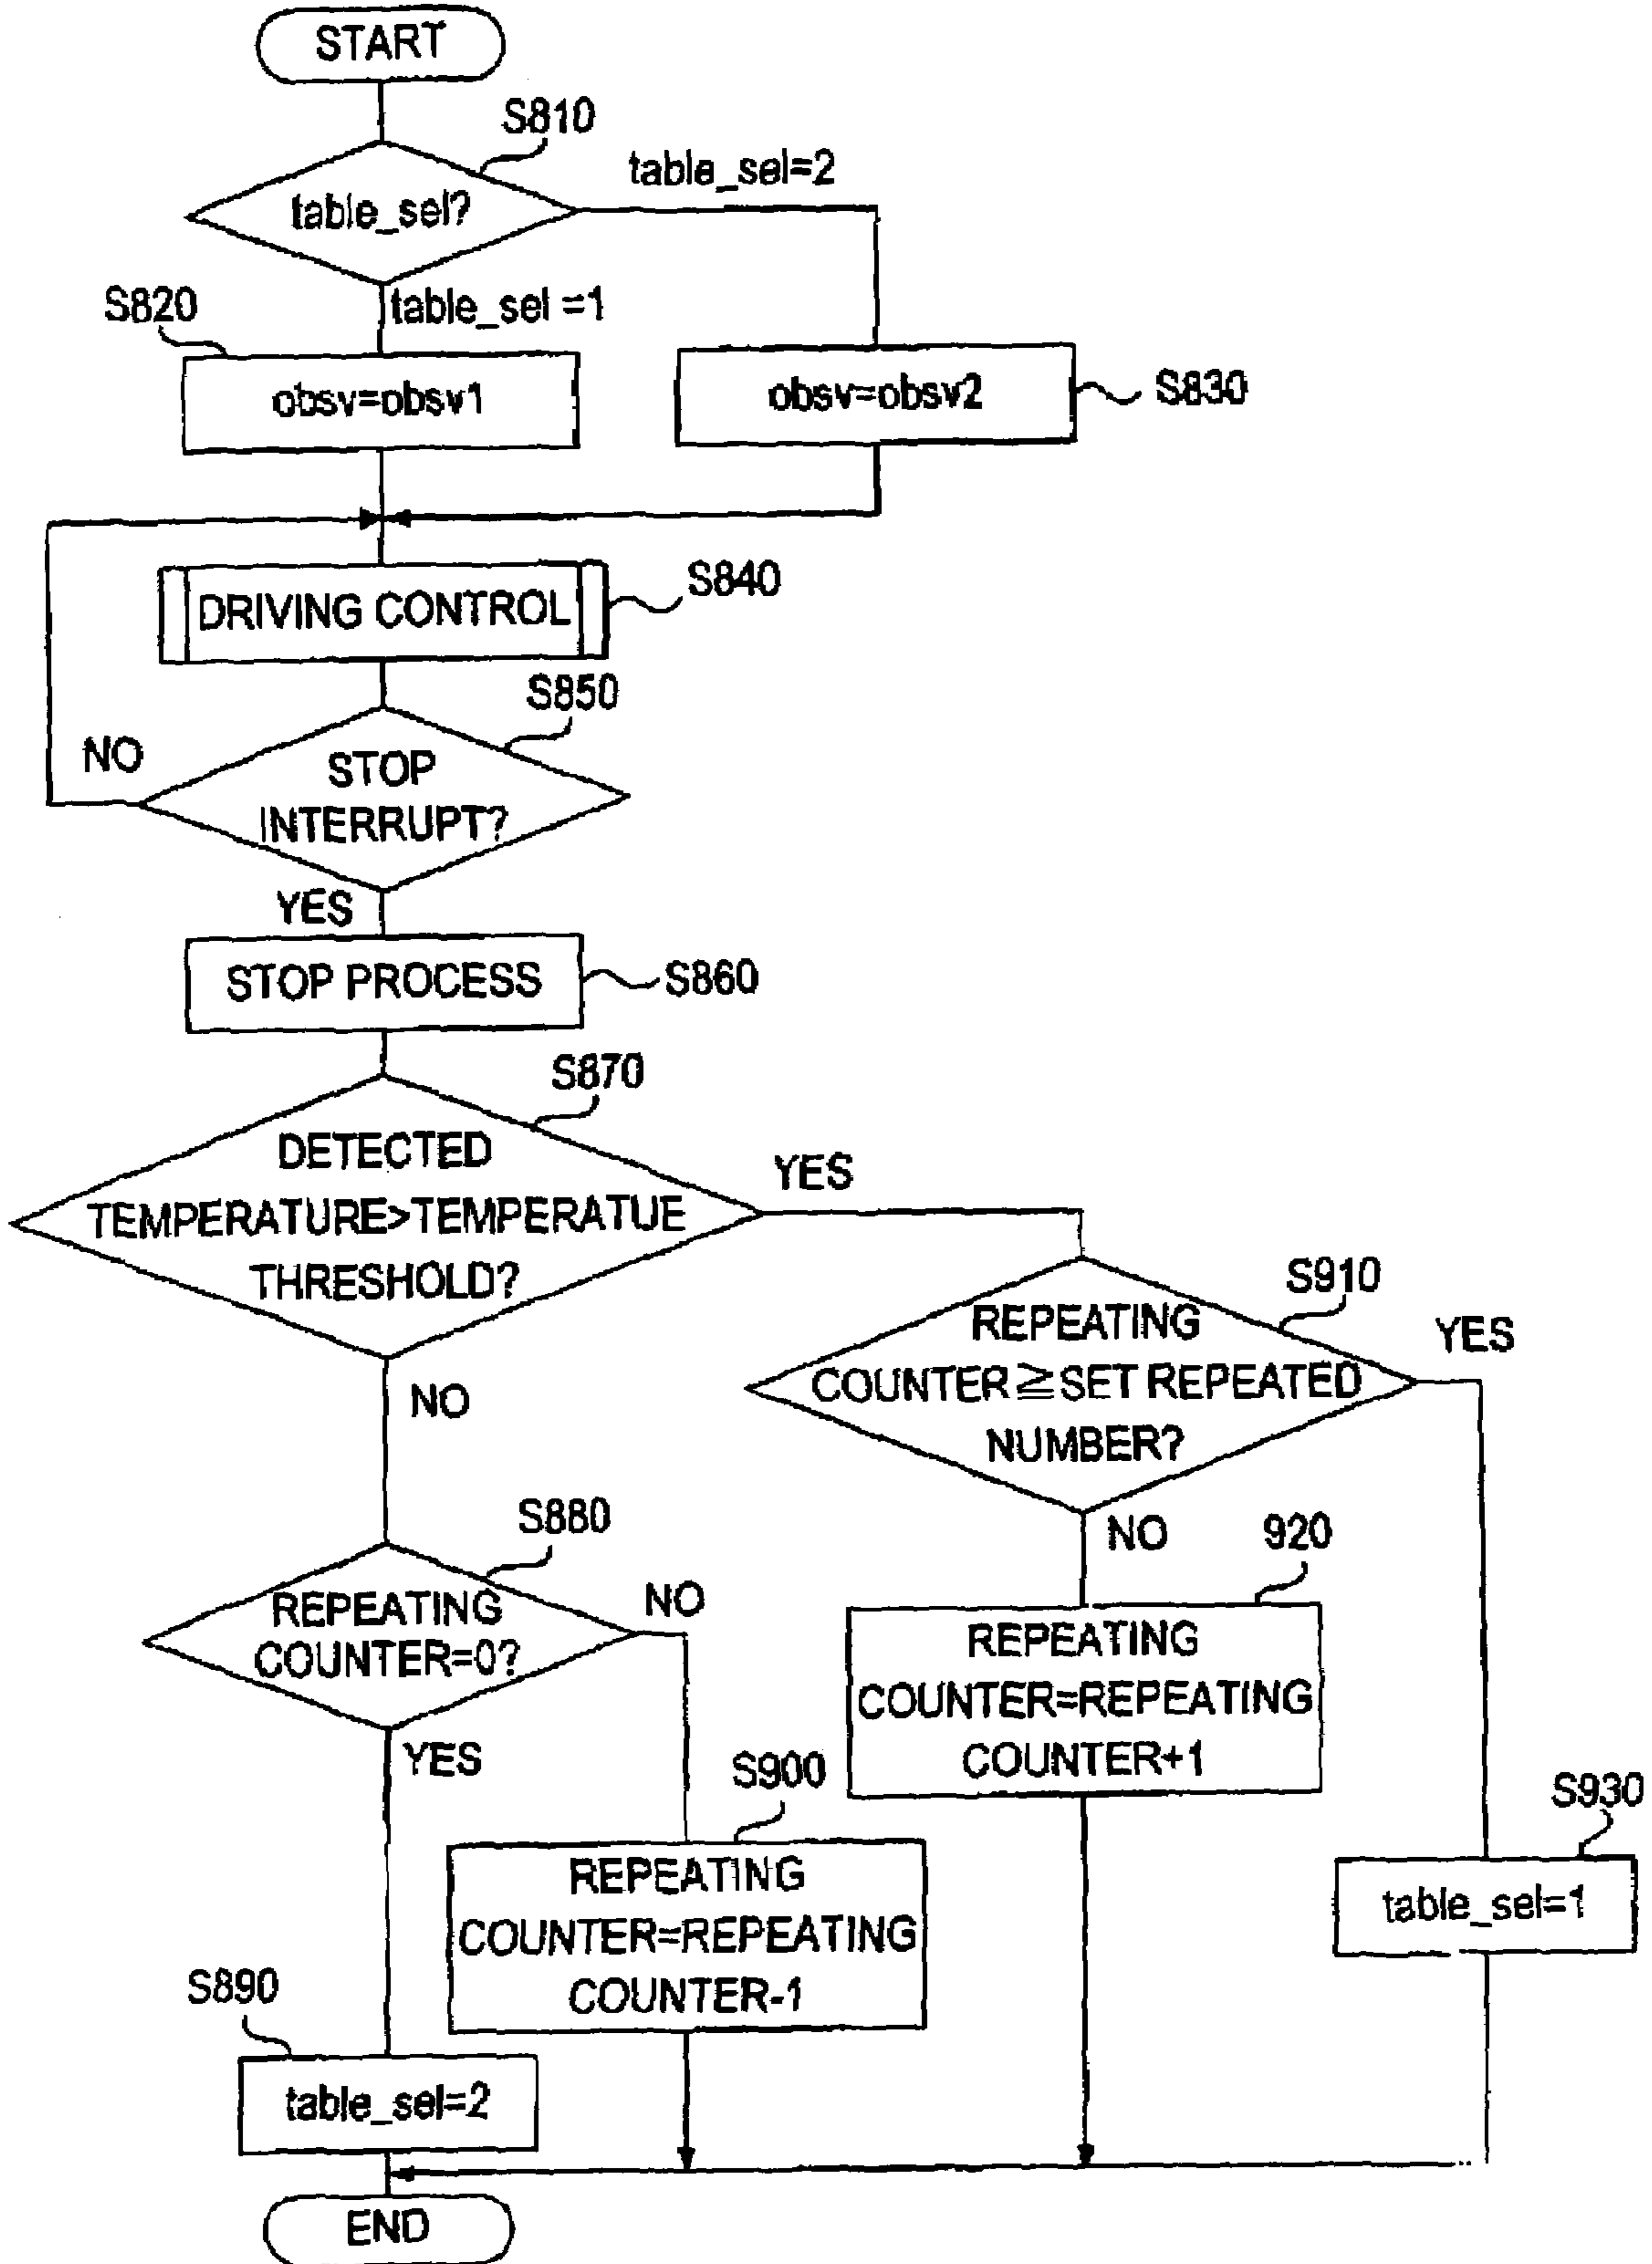 START
S810
table_sel?
table_sel=2
S820
table_sel =1
obsv=obsv1
obsv=obsv2
S830
DRIVING CONTROL
S840
S850
NO
STOP
INTERRUPT?
YES
STOP PROCESS
S860
S870
DETECTED
TEMPERATURE>TEMPERATUE
THRESHOLD?
YES
NO
S910
REPEATING
COUNTER≧SET REPEATED
NUMBER?
YES
NO
S880
REPEATING
COUNTER=0?
NO
YES
920
REPEATING
COUNTER=REPEATING
COUNTER+1
S900
REPEATING
COUNTER=REPEATING
COUNTER-1
S930
table_sel=1
S890
table_sel=2
END